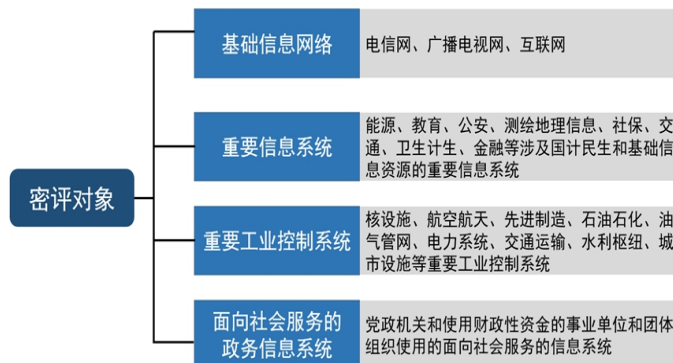 密评对象
基础信息网络
电信网、广播电视网、互联网
重要信息系统
能源、教育、公安、测绘地理信息、社保、交
通、卫生计生、金融等涉及国计民生和基础信
息资源的重要信息系统
重要工业控制系统
核设施、航空航天、先进制造、石油石化、油
气管网、电力系统、交通运输、水利枢纽、城
市设施等重要工业控制系统
面向社会服务的
政务信息系统
党政机关和使用财政性资金的事业单位和团体
组织使用的面向社会服务的信息系统